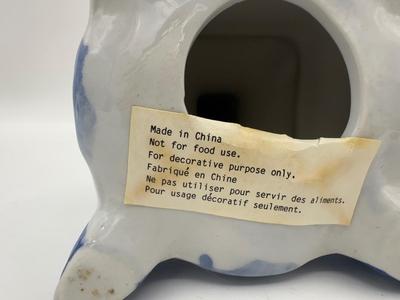 Made in China
Not for food use.
For decorative purpose only.
Fabriqué en Chine
Ne pas utiliser pour servir des aliments.
Pour usage décoratif seulement.